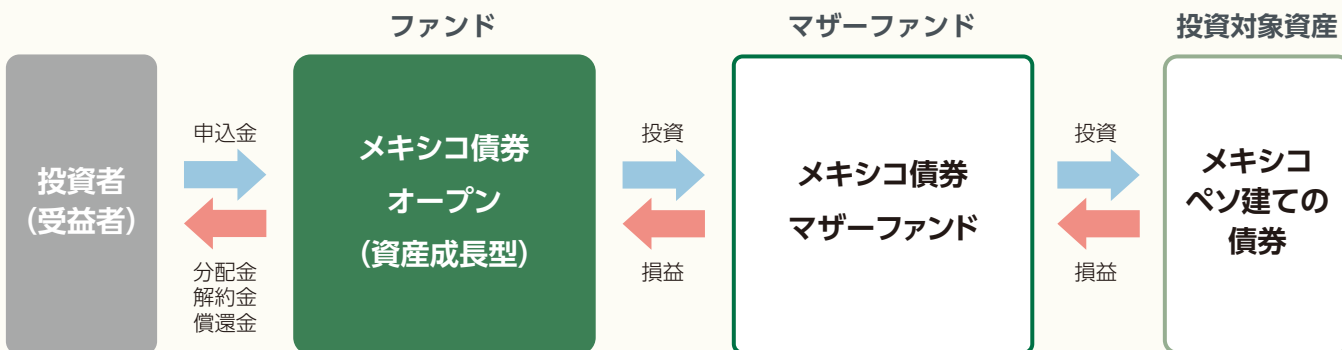 ファンド
マザーファンド
投資対象資産
投資者
(受益者)
申込金
分配金
解約金
償還金
メキシコ債券
オープン
(資産成長型)
投資
損益
メキシコ債券
マザーファンド
投資
損益
メキシコ
ペソ建ての
債券